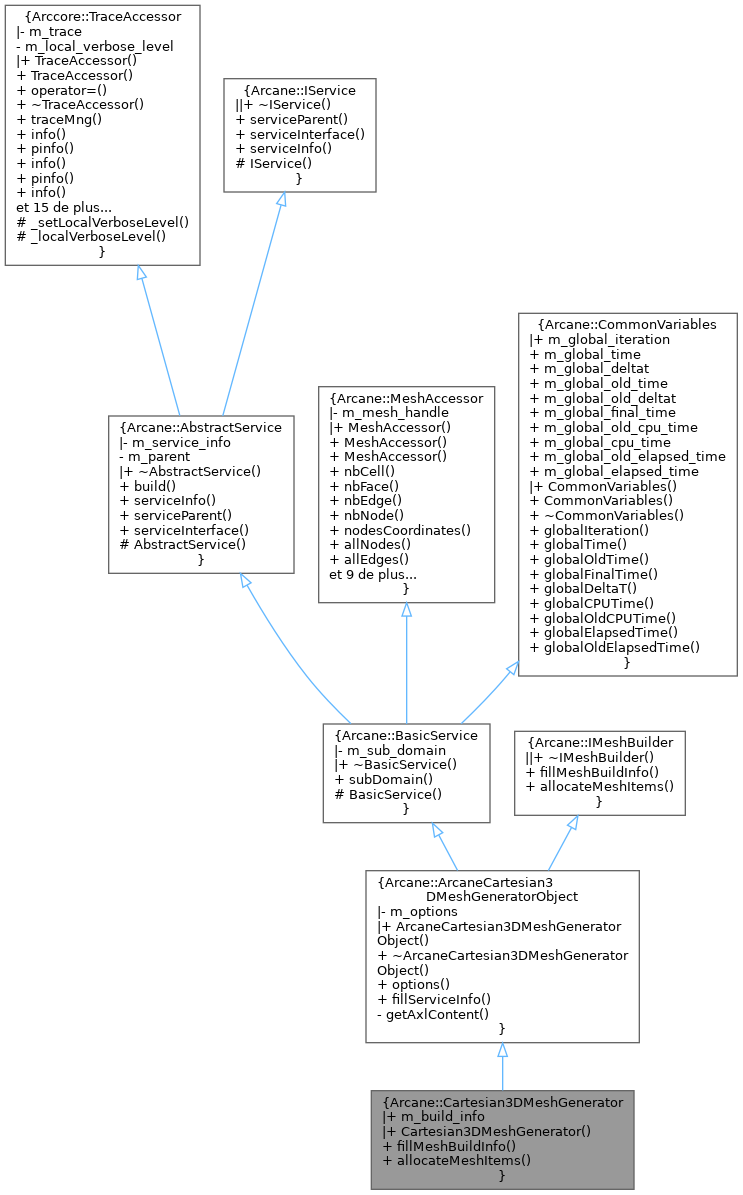 {Arccore::TraceAccessor
|- m_trace
- m_local_verbose_level
|+ TraceAccessor()
+ TraceAccessor()
+ operator=()
+ ~TraceAccessor()
+ traceMng()
+ info()
+ pinfo()
+ info()
+ pinfo()
+ info()
et 15 de plus...
# _setLocalVerboseLevel()
# _localVerboseLevel()
}
{Arcane::IService
||+ ~IService()
+ serviceParent()
+ serviceInterface()
+ serviceInfo()
# IService()
}
{Arcane::AbstractService
|- m_service_info
- m_parent
|+ ~AbstractService()
+ build()
+ serviceInfo()
+ serviceParent()
+ serviceInterface()
# AbstractService()
}
{Arcane::MeshAccessor
|- m_mesh_handle
|+ MeshAccessor()
+ MeshAccessor()
+ MeshAccessor()
+ nbCell()
+ nbFace()
+ nbEdge()
+ nbNode()
+ nodesCoordinates()
+ allNodes()
+ allEdges()
et 9 de plus...
}
{Arcane::CommonVariables
|+ m_global_iteration
+ m_global_time
+ m_global_deltat
+ m_global_old_time
+ m_global_old_deltat
+ m_global_final_time
+ m_global_old_cpu_time
+ m_global_cpu_time
+ m_global_old_elapsed_time
+ m_global_elapsed_time
|+ CommonVariables()
+ CommonVariables()
+ ~CommonVariables()
+ globalIteration()
+ globalTime()
+ globalOldTime()
+ globalFinalTime()
+ globalDeltaT()
+ globalCPUTime()
+ globalOldCPUTime()
+ globalElapsedTime()
+ globalOldElapsedTime()
}
{Arcane::BasicService
|- m_sub_domain
|+ ~BasicService()
+ subDomain()
# BasicService()
}
{Arcane::IMeshBuilder
||+ ~IMeshBuilder()
+ fillMeshBuildInfo()
+ allocateMeshItems()
}
{Arcane::ArcaneCartesian3
DMeshGeneratorObject
|- m_options
|+ ArcaneCartesian3DMeshGenerator
Object()
+ ~ArcaneCartesian3DMeshGenerator
Object()
+ options()
+ fillServiceInfo()
- getAxlContent()
}
{Arcane::Cartesian3DMeshGenerator
|+ m_build_info
|+ Cartesian3DMeshGenerator()
+ fillMeshBuildInfo()
+ allocateMeshItems()
}